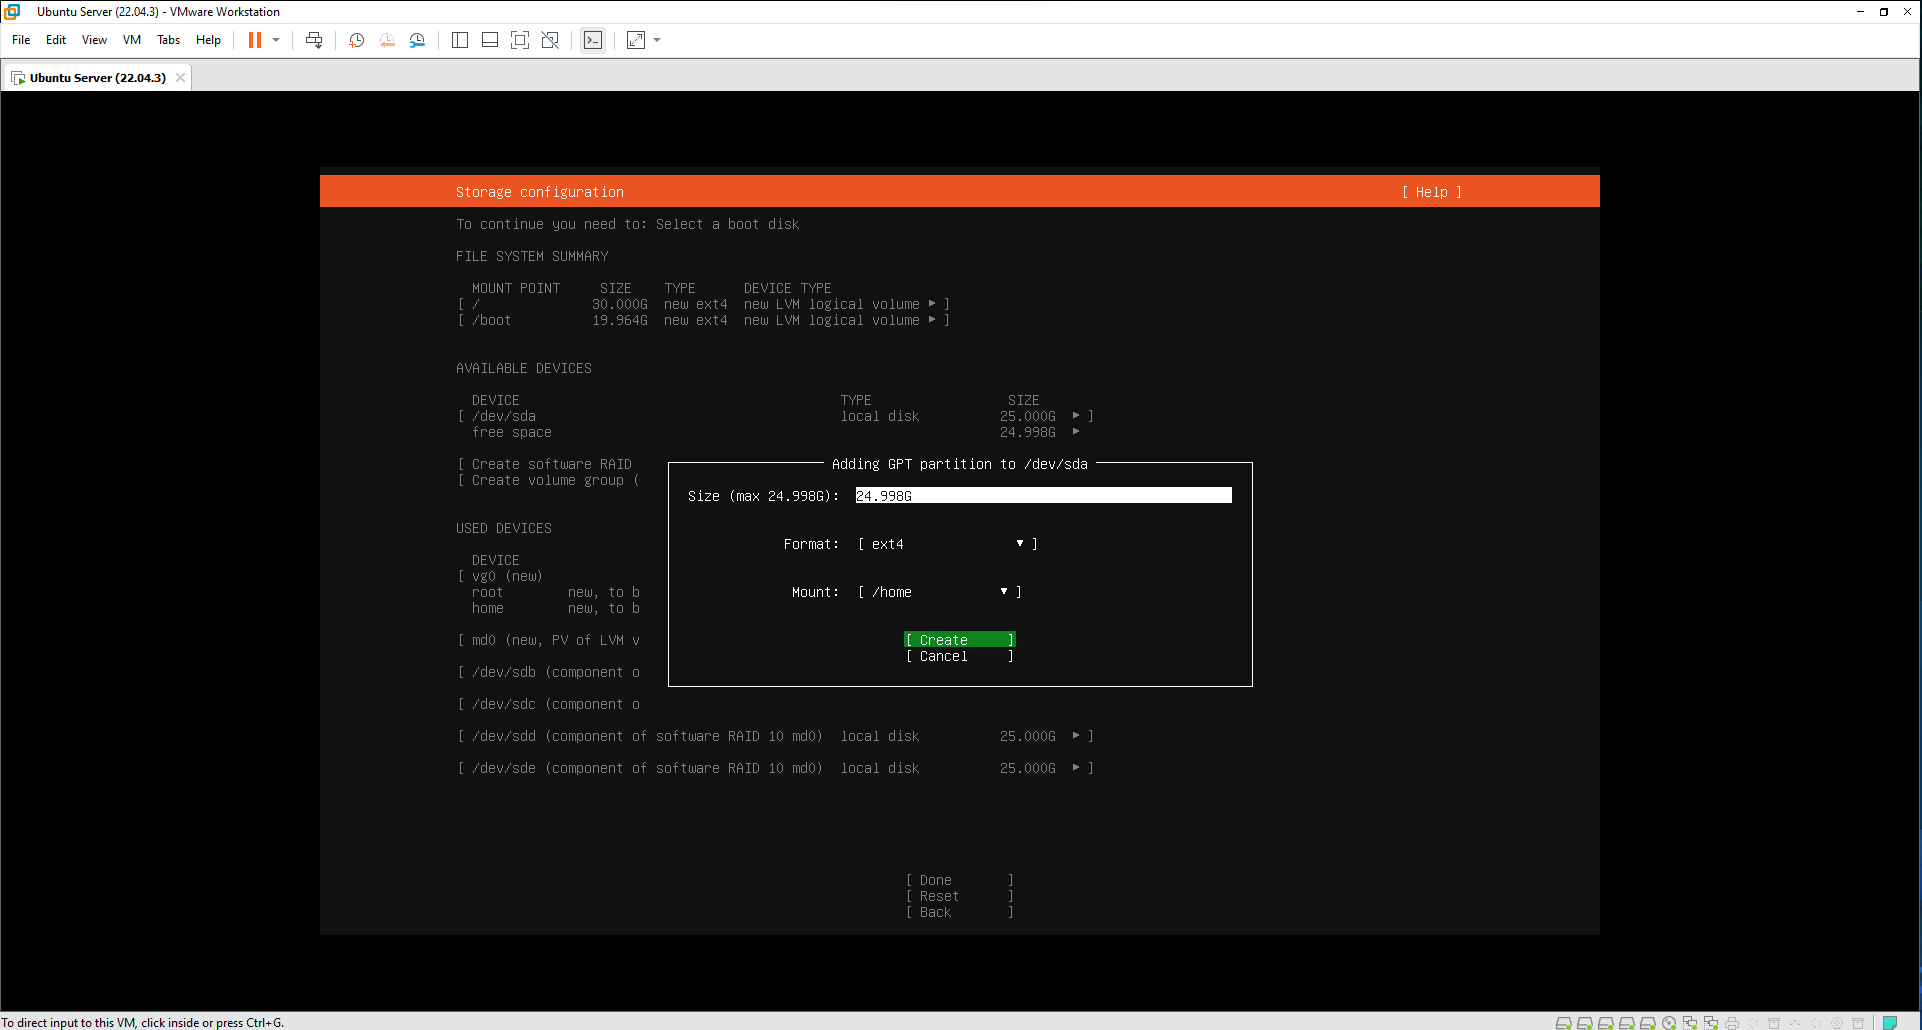 Ubuntu Server (22.04.3) - VMware Workstation
File Edit View VM Tabs Help
Ubuntu Server (22.04.3)
Storage configuration [ Help ]
To continue you need to: Select a boot disk
FILE SYSTEM SUMMARY
MOUNT POINT SIZE TYPE DEVICE TYPE
[ / 30.000G new ext4 new LVM logical volume ▸ ]
[ /boot 19.964G new ext4 new LVM logical volume ▸ ]
AVAILABLE DEVICES
DEVICE TYPE SIZE
[ /dev/sda local disk 25.000G ▸ ]
free space 24.998G ▸
[ Create software RAID
[ Create volume group (
Adding GPT partition to /dev/sda
Size (max 24.998G): 24.998G
Format: [ ext4 ▾ ]
Mount: [ /home ▾ ]
[ Create ]
[ Cancel ]
USED DEVICES
DEVICE
[ vg0 (new)
root new, to b
home new, to b
[ md0 (new, PV of LVM v
[ /dev/sdb (component o
[ /dev/sdc (component o
[ /dev/sdd (component of software RAID 10 md0) local disk 25.000G ▸ ]
[ /dev/sde (component of software RAID 10 md0) local disk 25.000G ▸ ]
[ Done ]
[ Reset ]
[ Back ]
To direct input to this VM, click inside or press Ctrl+G.